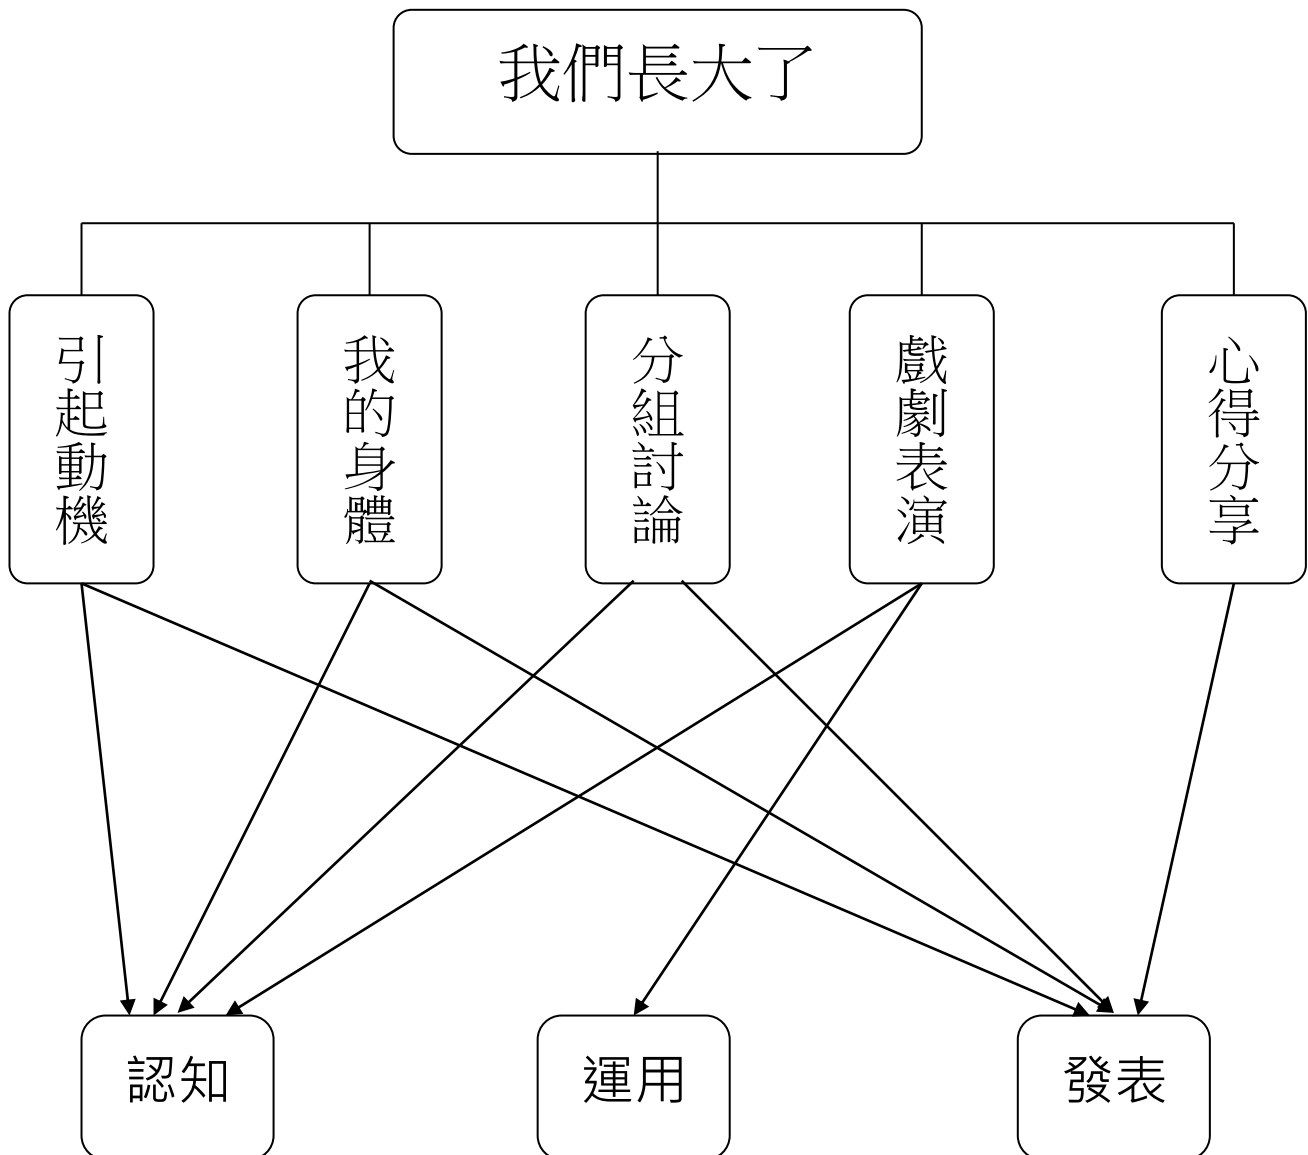 我們長大了
引起動機
我的身體
分組討論
戲劇表演
心得分享
認知
運用
發表